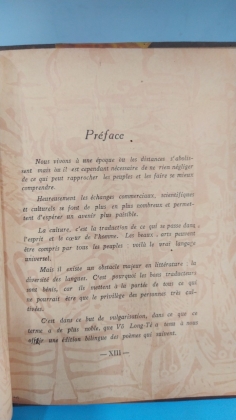 Préface
Nous vivons à une époque où les distances s'abolis-
sent mais où il est cependant nécessaire de ne rien négliger
de ce qui peut rapprocher les peuples et les faire se mieux
comprendre.
Heureusement les échanges commerciaux, scientifiques
et culturels se font de plus en plus nombreux et permet-
tent d'espérer un avenir plus paisible.
La culture, c'est la traduction de ce qui se passe dans
l'esprit et le cœur de l'homme. Les beaux-arts peuvent
être compris par tous les peuples : voilà le vrai langage
universel.
Mais il existe un obstacle majeur en littérature : la
diversité des langues. C'est pourquoi les bons traducteurs
sont bénis, car ils mettent à la portée de tous ce qui
ne pourrait être que le privilège des personnes très cul-
tivées.
C'est dans ce but de vulgarisation, dans ce que ce
terme a de plus noble, que Vũ Long-Tê a tenu à nous
offrir une édition bilingue des poèmes qui suivent.
— XIII —